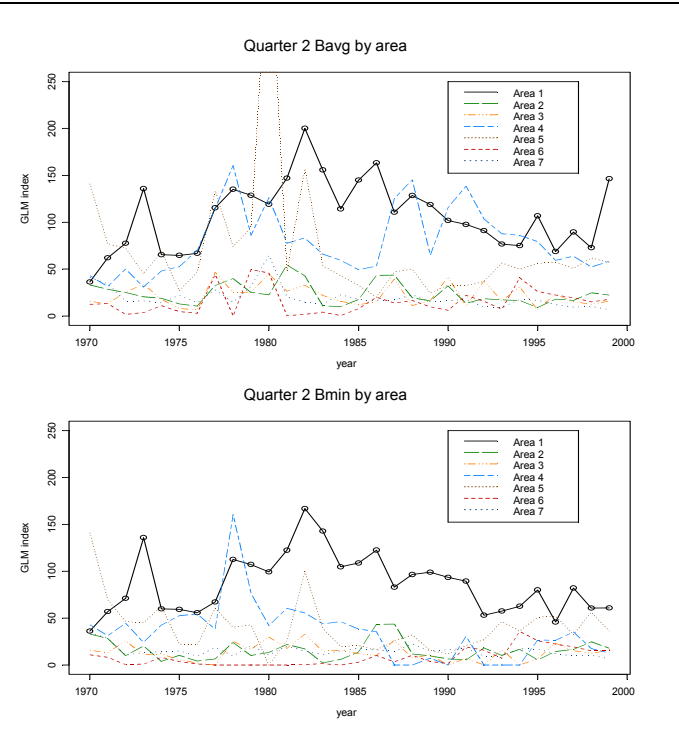 Quarter 2 Bavg by area
250
200
150
100
50
0
GLM index
Area 1
Area 2
Area 3
Area 4
Area 5
Area 6
Area 7
1970 1975 1980 1985 1990 1995 2000
year
Quarter 2 Bmin by area
250
200
150
100
50
0
GLM index
Area 1
Area 2
Area 3
Area 4
Area 5
Area 6
Area 7
1970 1975 1980 1985 1990 1995 2000
year